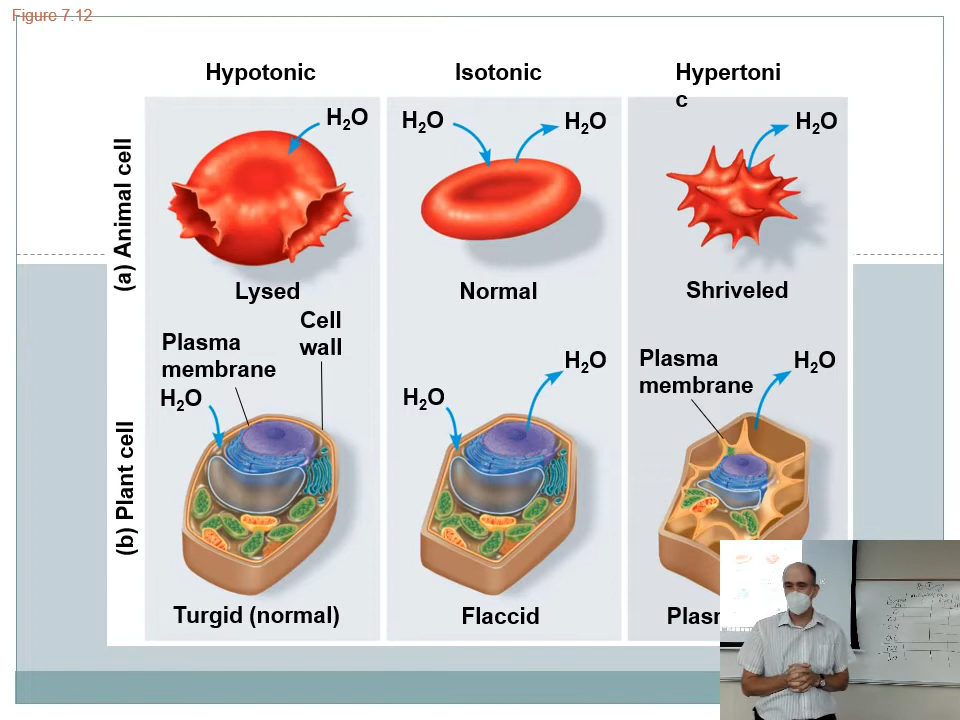 Figure 7.12
Hypotonic
Isotonic
Hypertoni
c
(a) Animal cell
H₂O
H₂O
H₂O
H₂O
Lysed
Normal
Shriveled
(b) Plant cell
Plasma
membrane
Cell
wall
H₂O
H₂O
H₂O
Plasma
membrane
H₂O
Turgid (normal)
Flaccid
Plas